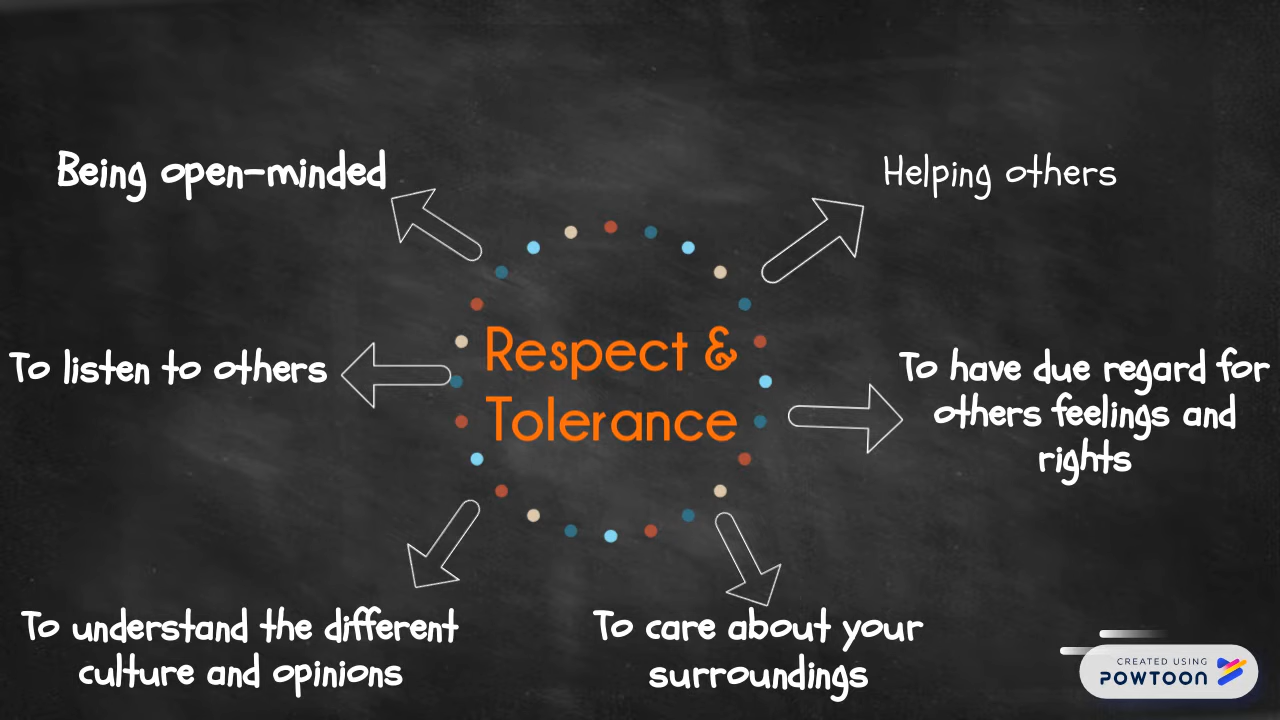 Being open-minded
Helping others
Respect &
Tolerance
To listen to others
To have due regard for
others feelings and
rights
To understand the different
culture and opinions
To care about your
surroundings
CREATED USING
POWTOON